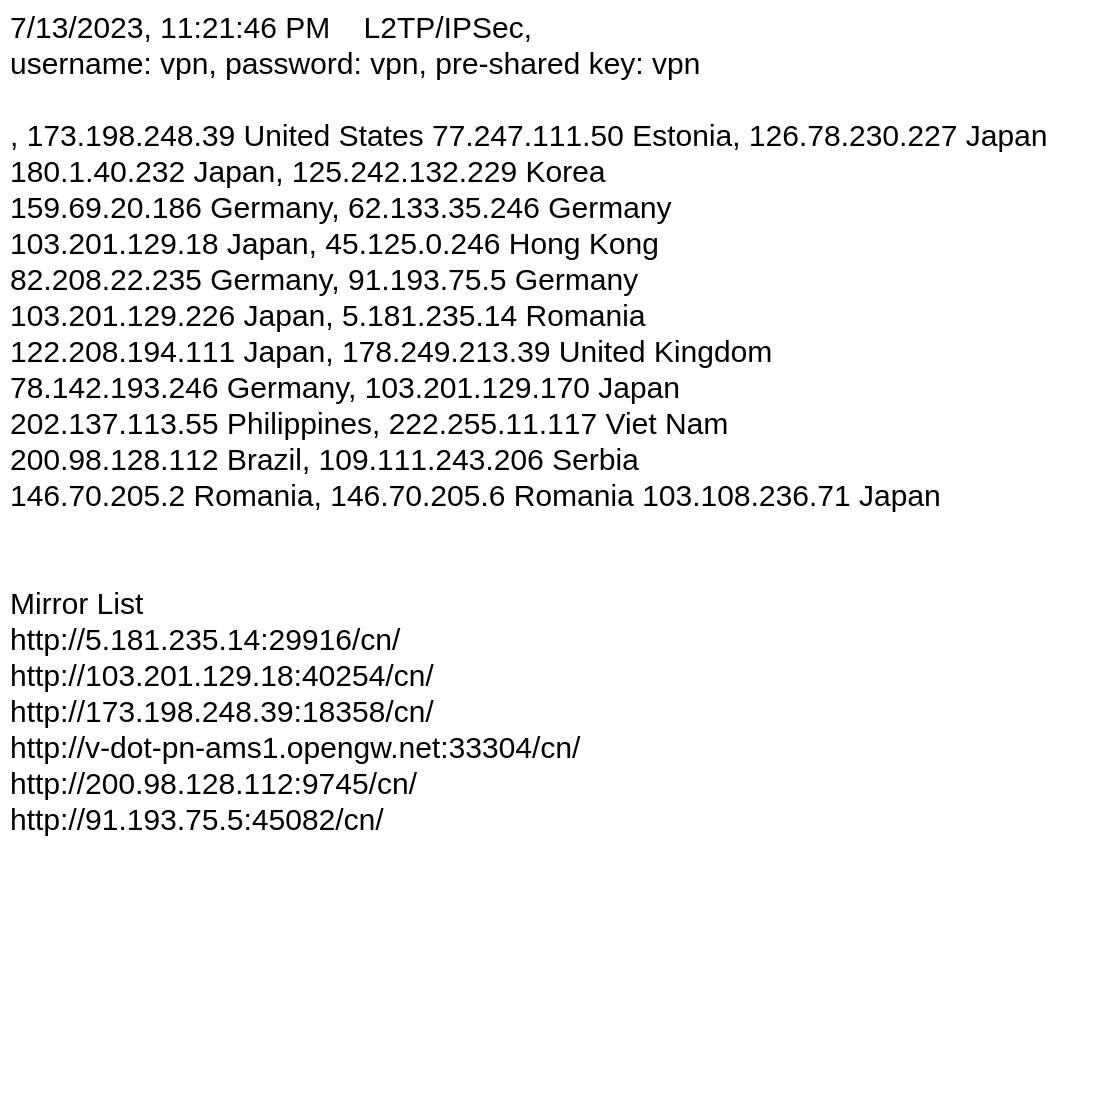 7/13/2023, 11:21:46 PM    L2TP/IPSec,
username: vpn, password: vpn, pre-shared key: vpn
, 173.198.248.39 United States 77.247.111.50 Estonia, 126.78.230.227 Japan
180.1.40.232 Japan, 125.242.132.229 Korea
159.69.20.186 Germany, 62.133.35.246 Germany
103.201.129.18 Japan, 45.125.0.246 Hong Kong
82.208.22.235 Germany, 91.193.75.5 Germany
103.201.129.226 Japan, 5.181.235.14 Romania
122.208.194.111 Japan, 178.249.213.39 United Kingdom
78.142.193.246 Germany, 103.201.129.170 Japan
202.137.113.55 Philippines, 222.255.11.117 Viet Nam
200.98.128.112 Brazil, 109.111.243.206 Serbia
146.70.205.2 Romania, 146.70.205.6 Romania 103.108.236.71 Japan
Mirror List
http://5.181.235.14:29916/cn/
http://103.201.129.18:40254/cn/
http://173.198.248.39:18358/cn/
http://v-dot-pn-ams1.opengw.net:33304/cn/
http://200.98.128.112:9745/cn/
http://91.193.75.5:45082/cn/